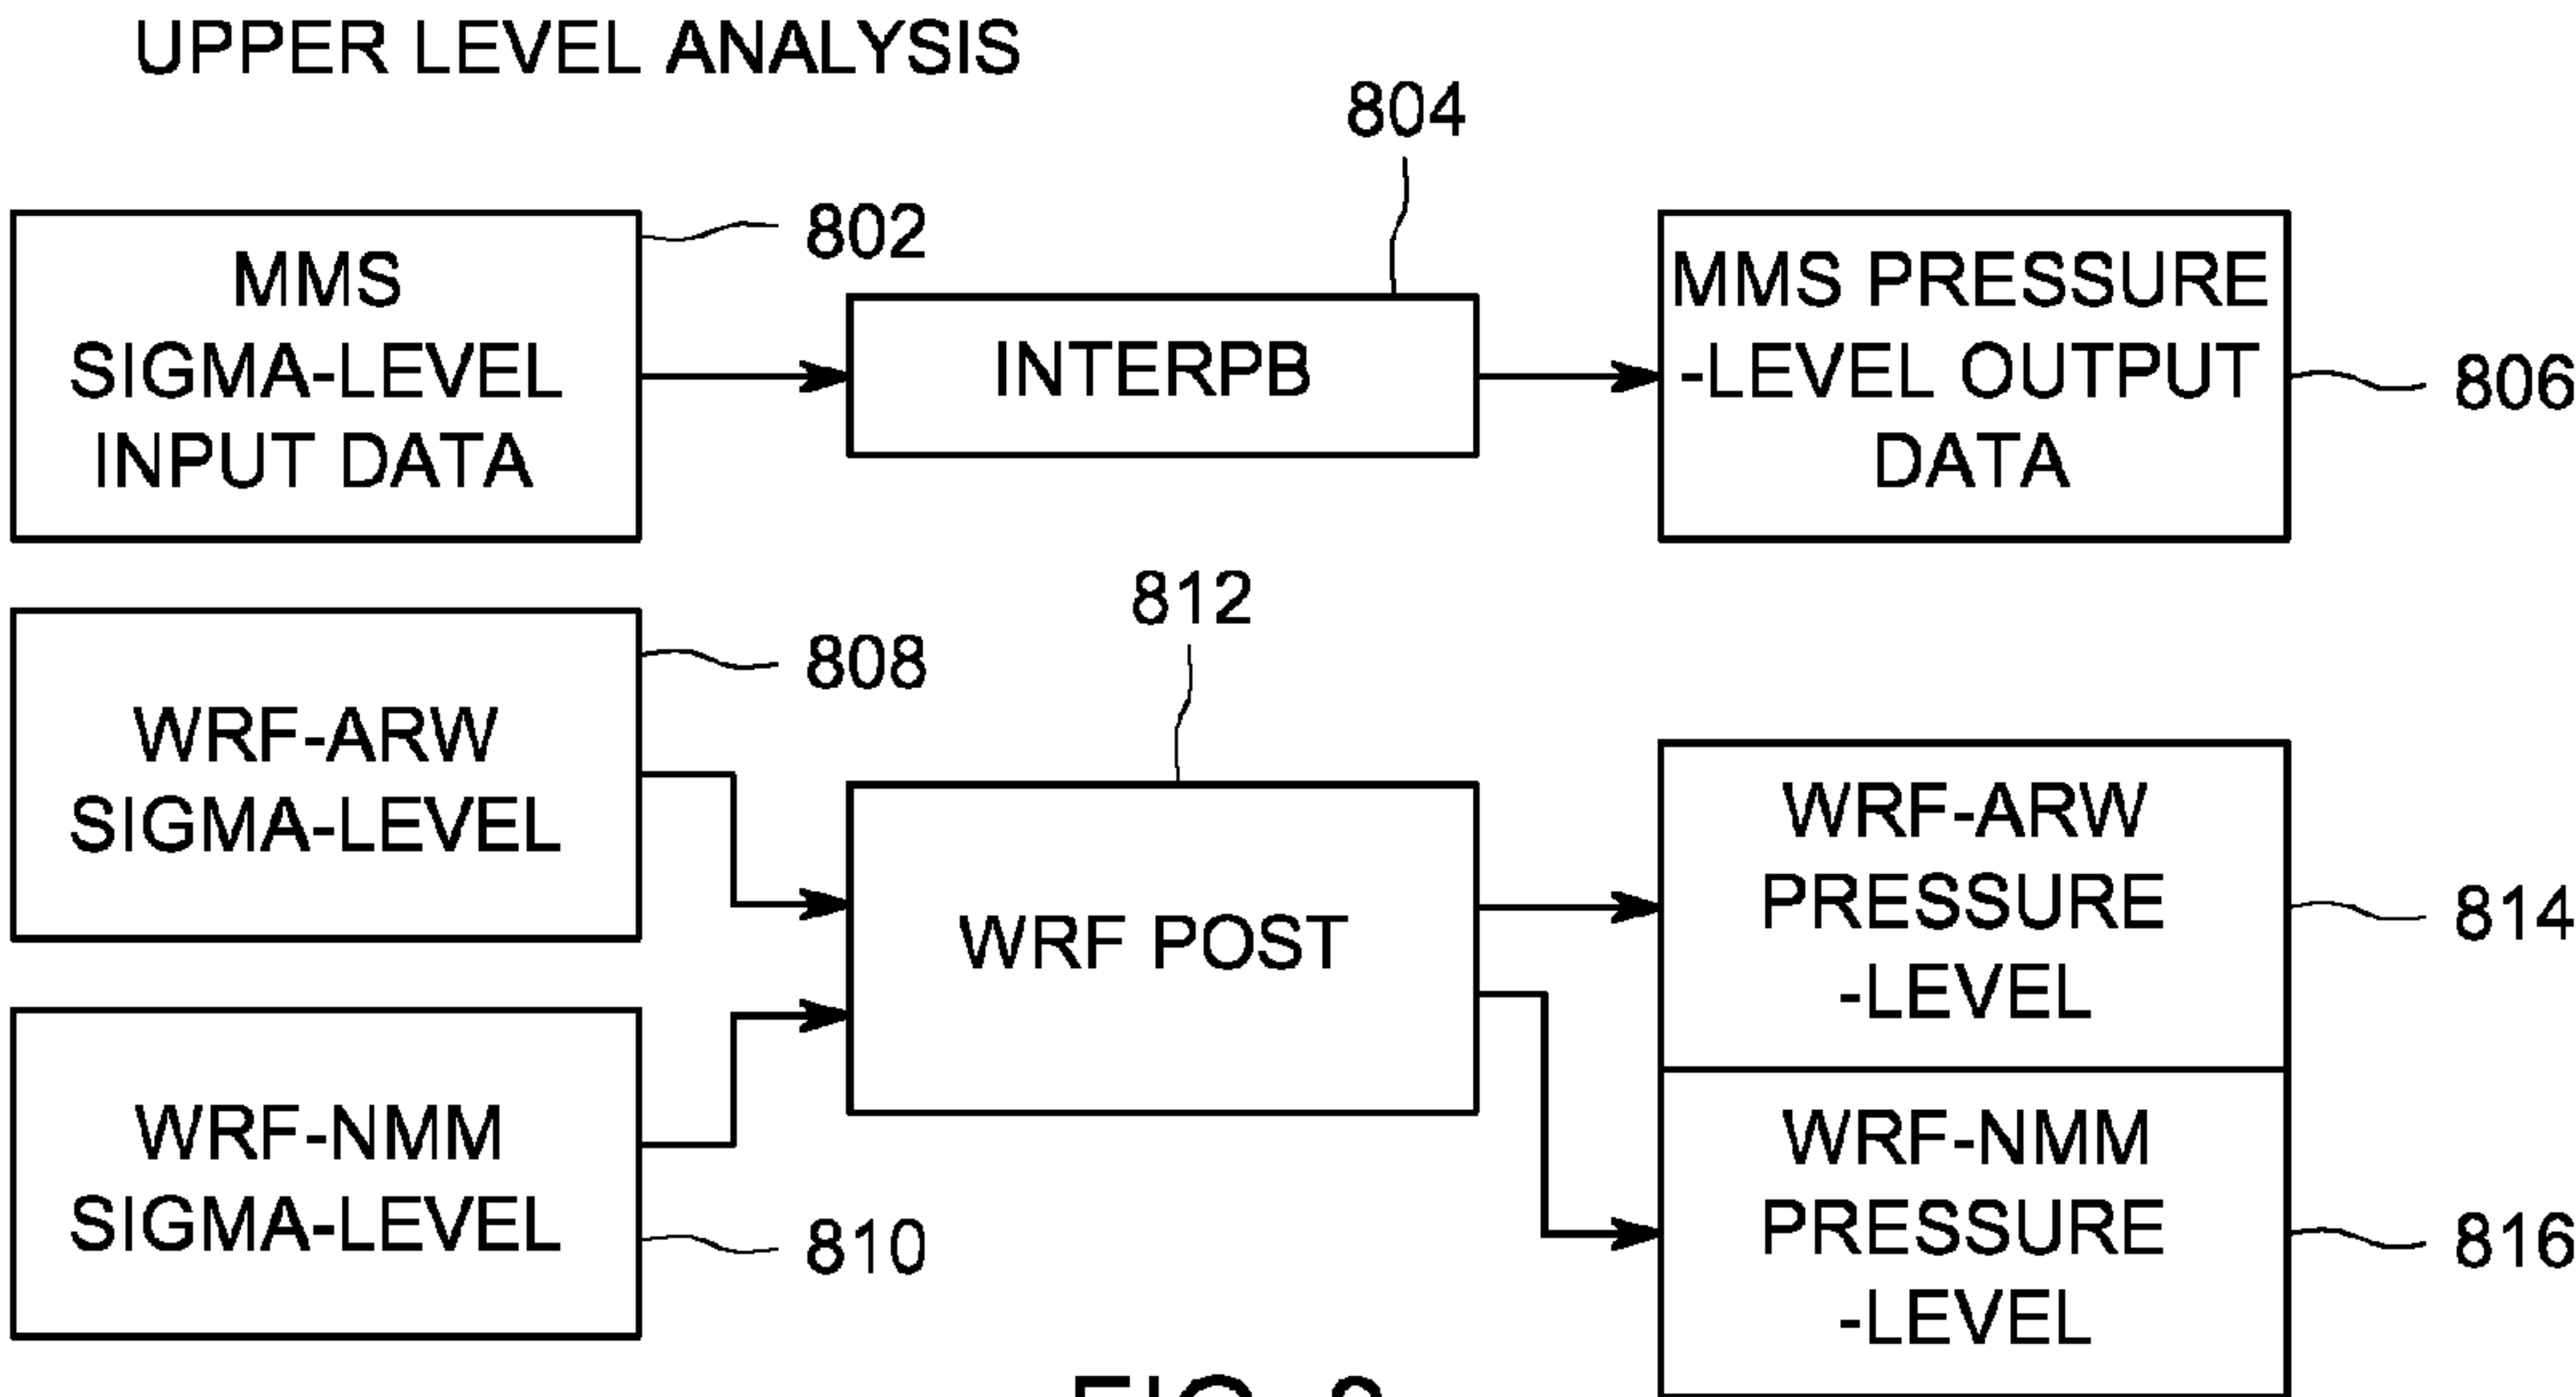 UPPER LEVEL ANALYSIS
804
802
MMS
SIGMA-LEVEL
INPUT DATA
INTERPB
MMS PRESSURE
-LEVEL OUTPUT
DATA
806
812
808
WRF-ARW
SIGMA-LEVEL
WRF POST
WRF-ARW
PRESSURE
-LEVEL
814
WRF-NMM
SIGMA-LEVEL
810
WRF-NMM
PRESSURE
-LEVEL
816